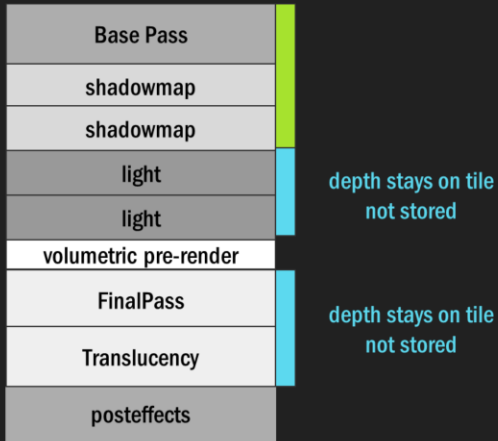 Base Pass
shadowmap
shadowmap
light
light
depth stays on tile
not stored
volumetric pre-render
FinalPass
Translucency
depth stays on tile
not stored
posteffects